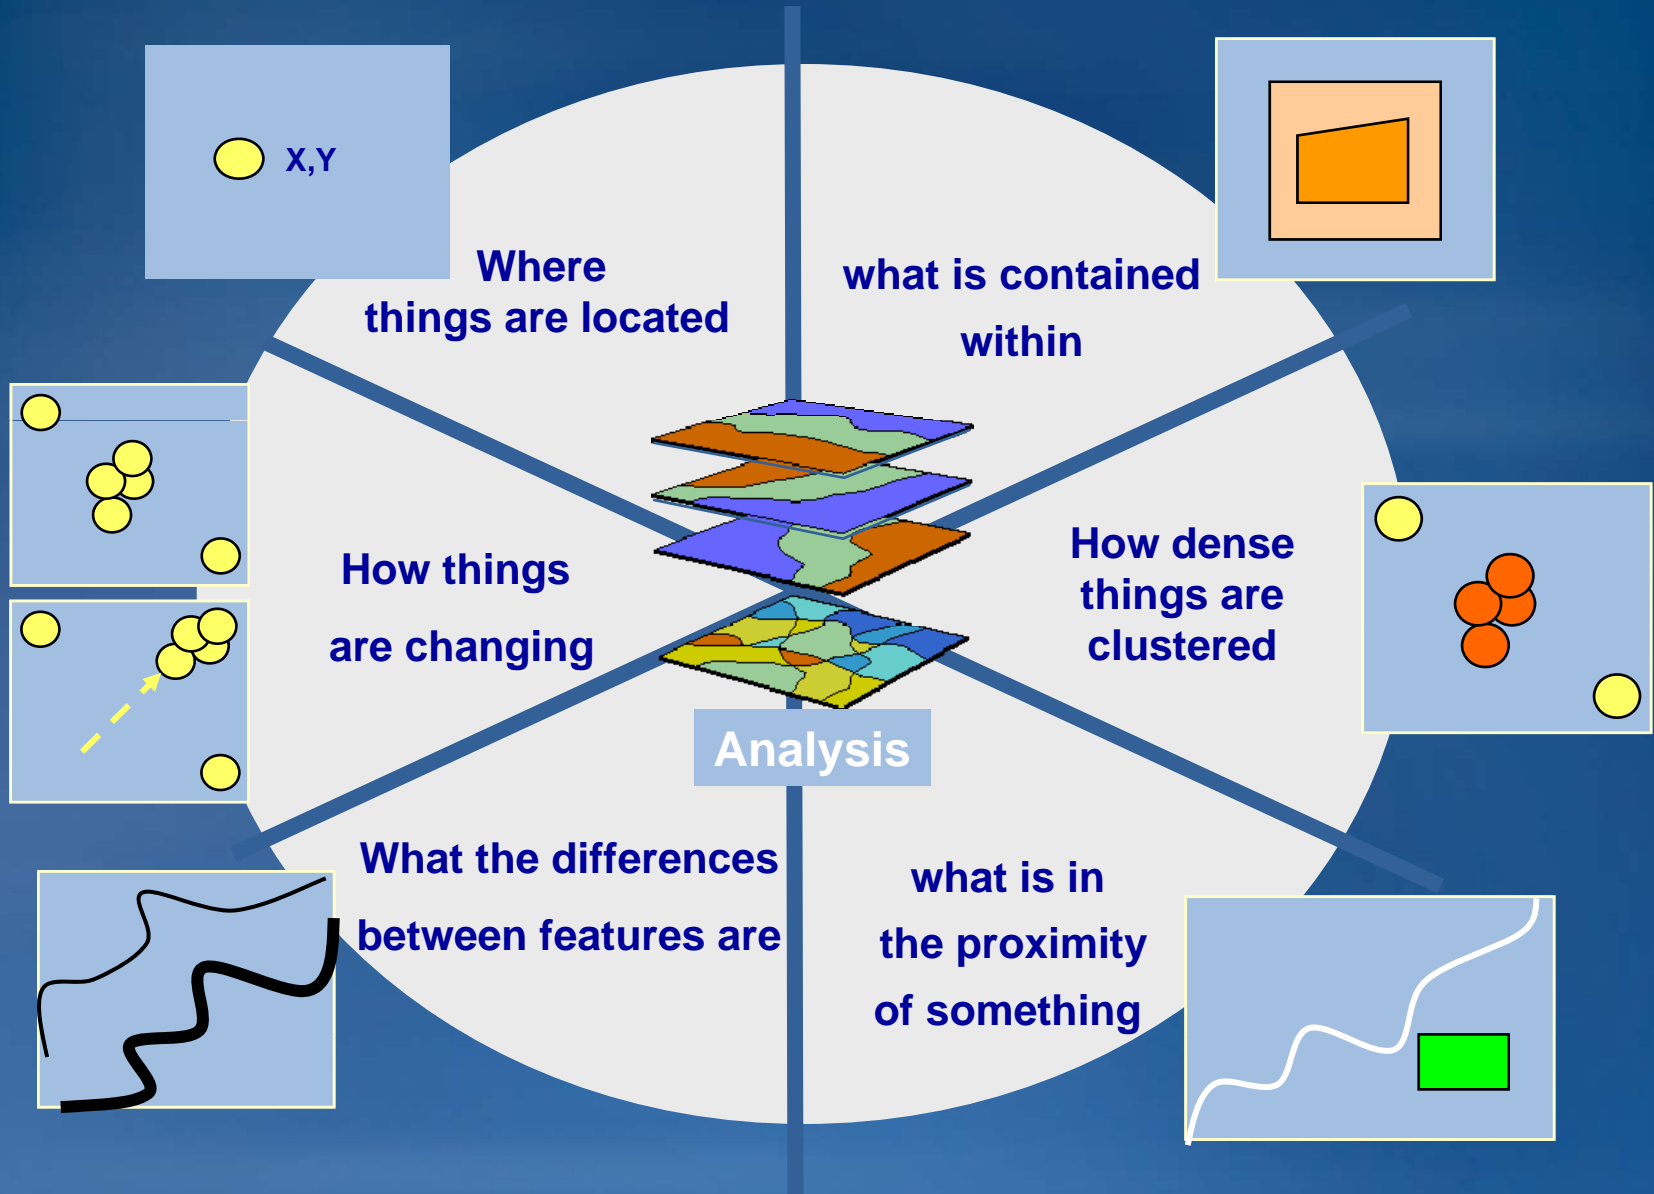 X,Y
Where
things are located
what is contained
within
How things
are changing
How dense
things are
clustered
Analysis
What the differences
between features are
what is in
the proximity
of something